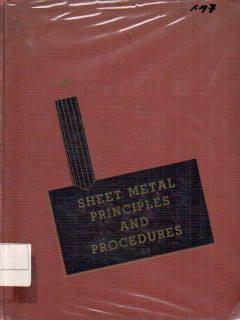 SHEET METAL
PRINCIPLES
AND
PROCEDURES